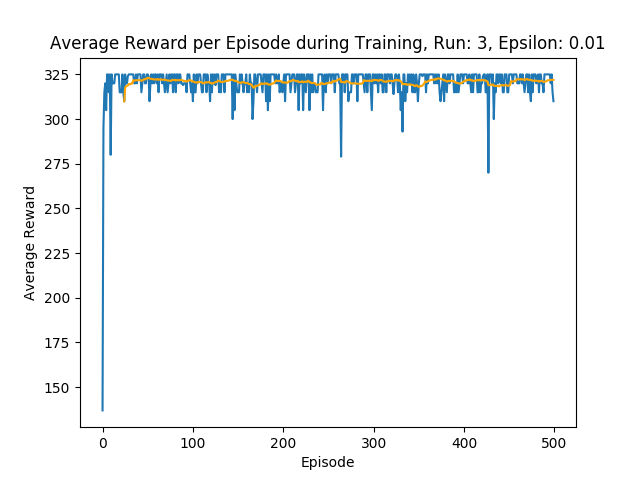 Average Reward per Episode during Training, Run: 3, Epsilon: 0.01
Average Reward
325
300
275
250
225
200
175
150
0 100 200 300 400 500
Episode